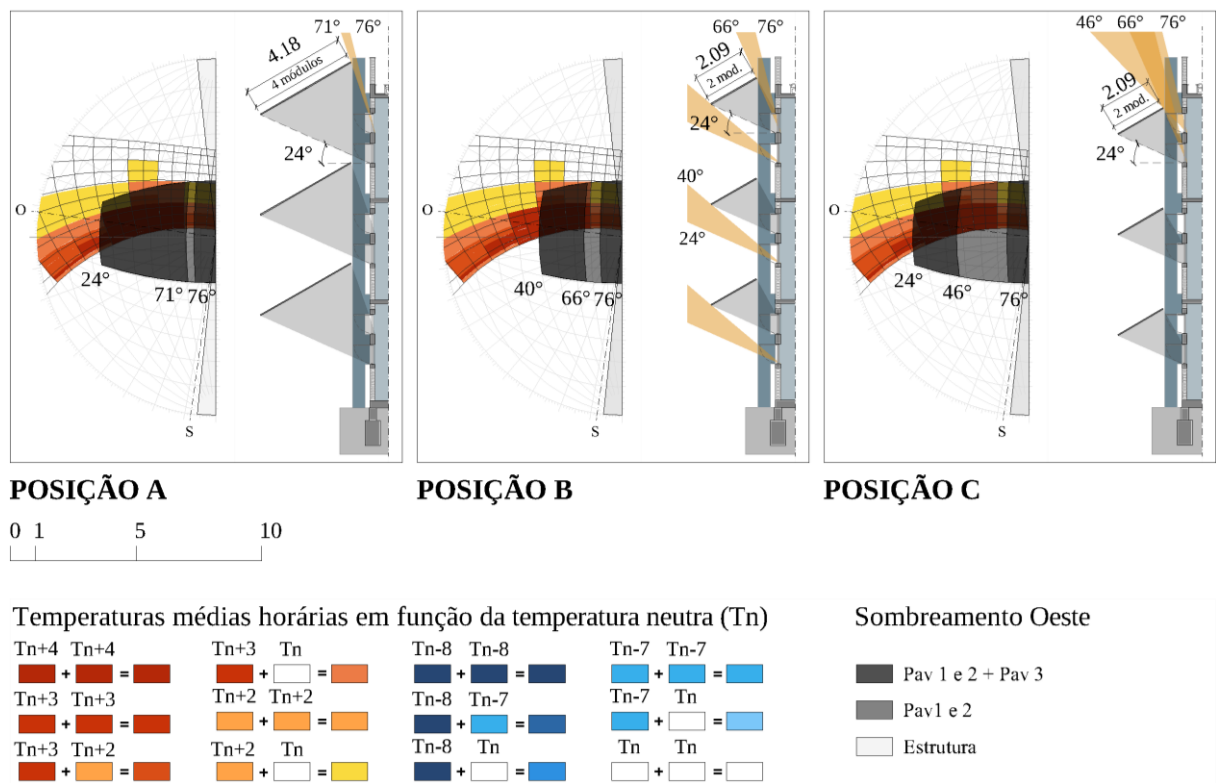 71° 76°
4.18
4 módulos
24°
O
24°
71° 76°
S
66° 76°
2.09
2 mod.
24°
40°
24°
O
40°
66° 76°
S
46° 66° 76°
2.09
2 mod.
24°
O
24°
46°
76°
S
POSIÇÃO A
POSIÇÃO B
POSIÇÃO C
0 1 5 10
Temperaturas médias horárias em função da temperatura neutra (Tn)
Tn+4 Tn+4
+ =
Tn+3 Tn+3
+ =
Tn+3 Tn+2
+ =
Tn+3 Tn
+ =
Tn+2 Tn+2
+ =
Tn+2 Tn
+ =
Tn-8 Tn-8
+ =
Tn-8 Tn-7
+ =
Tn-8 Tn
+ =
Tn-7 Tn-7
+ =
Tn-7 Tn
+ =
Tn Tn
+ =
Sombreamento Oeste
Pav 1 e 2 + Pav 3
Pav1 e 2
Estrutura